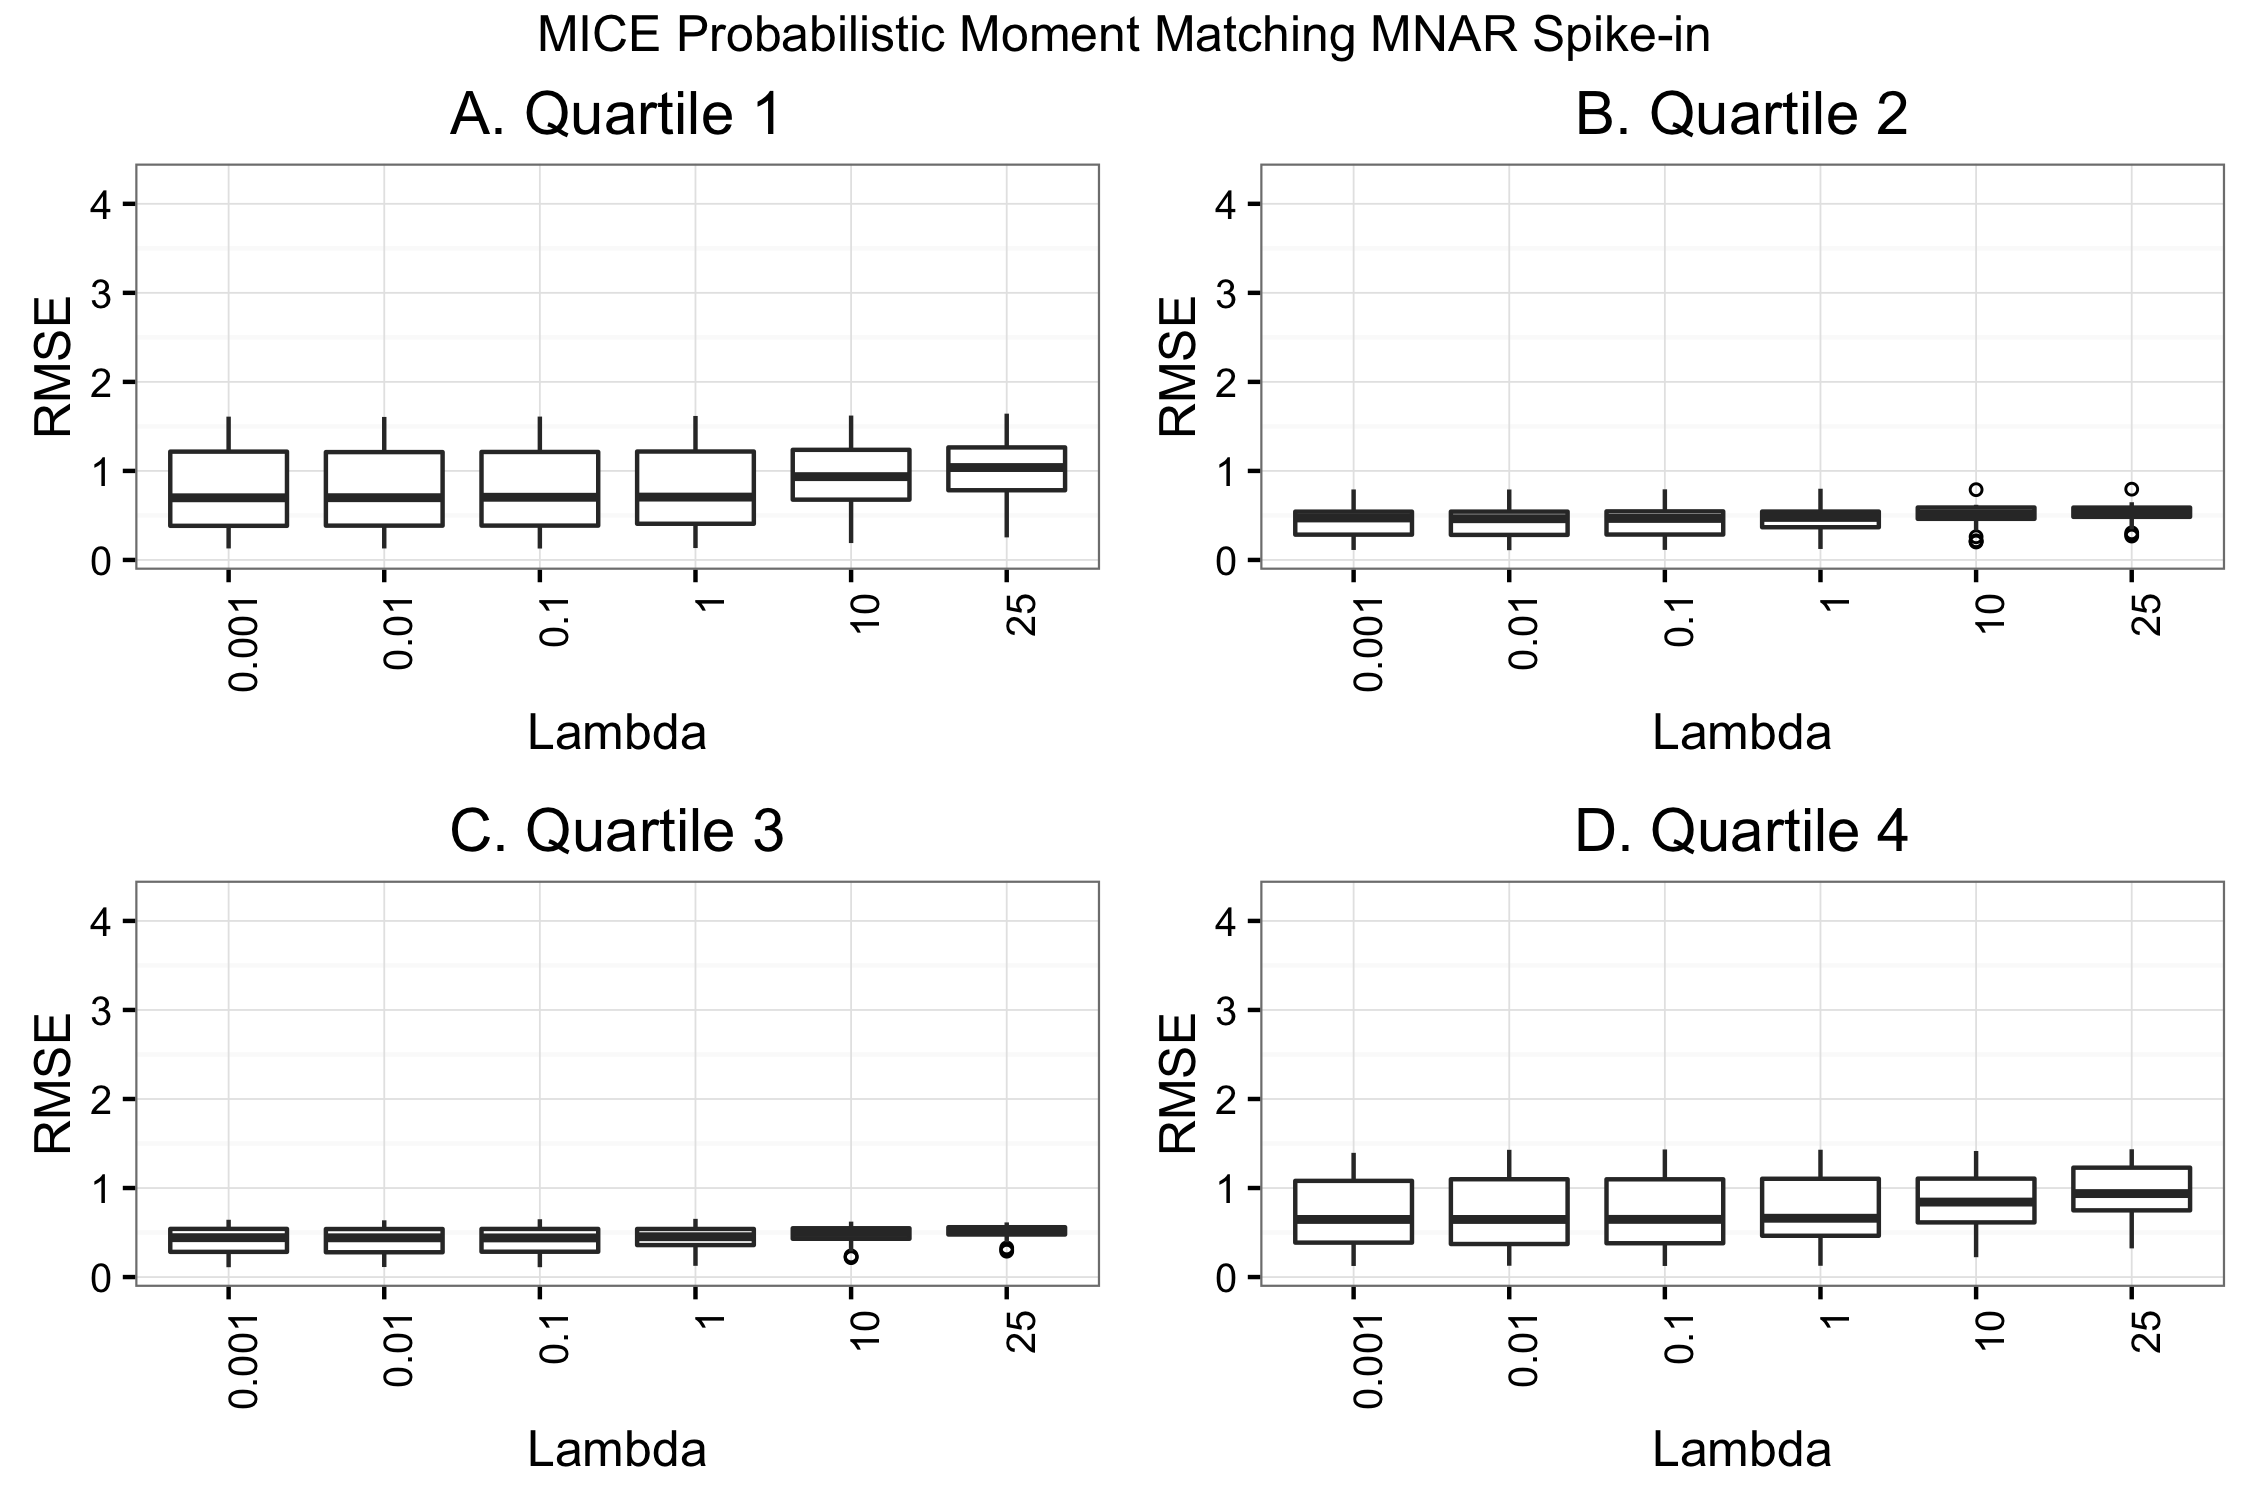 MICE Probabilistic Moment Matching MNAR Spike-in
A. Quartile 1
RMSE
4
3
2
1
0
0.001 0.01 0.1 1 10 25
Lambda
B. Quartile 2
RMSE
4
3
2
1
0
0.001 0.01 0.1 1 10 25
Lambda
C. Quartile 3
RMSE
4
3
2
1
0
0.001 0.01 0.1 1 10 25
Lambda
D. Quartile 4
RMSE
4
3
2
1
0
0.001 0.01 0.1 1 10 25
Lambda